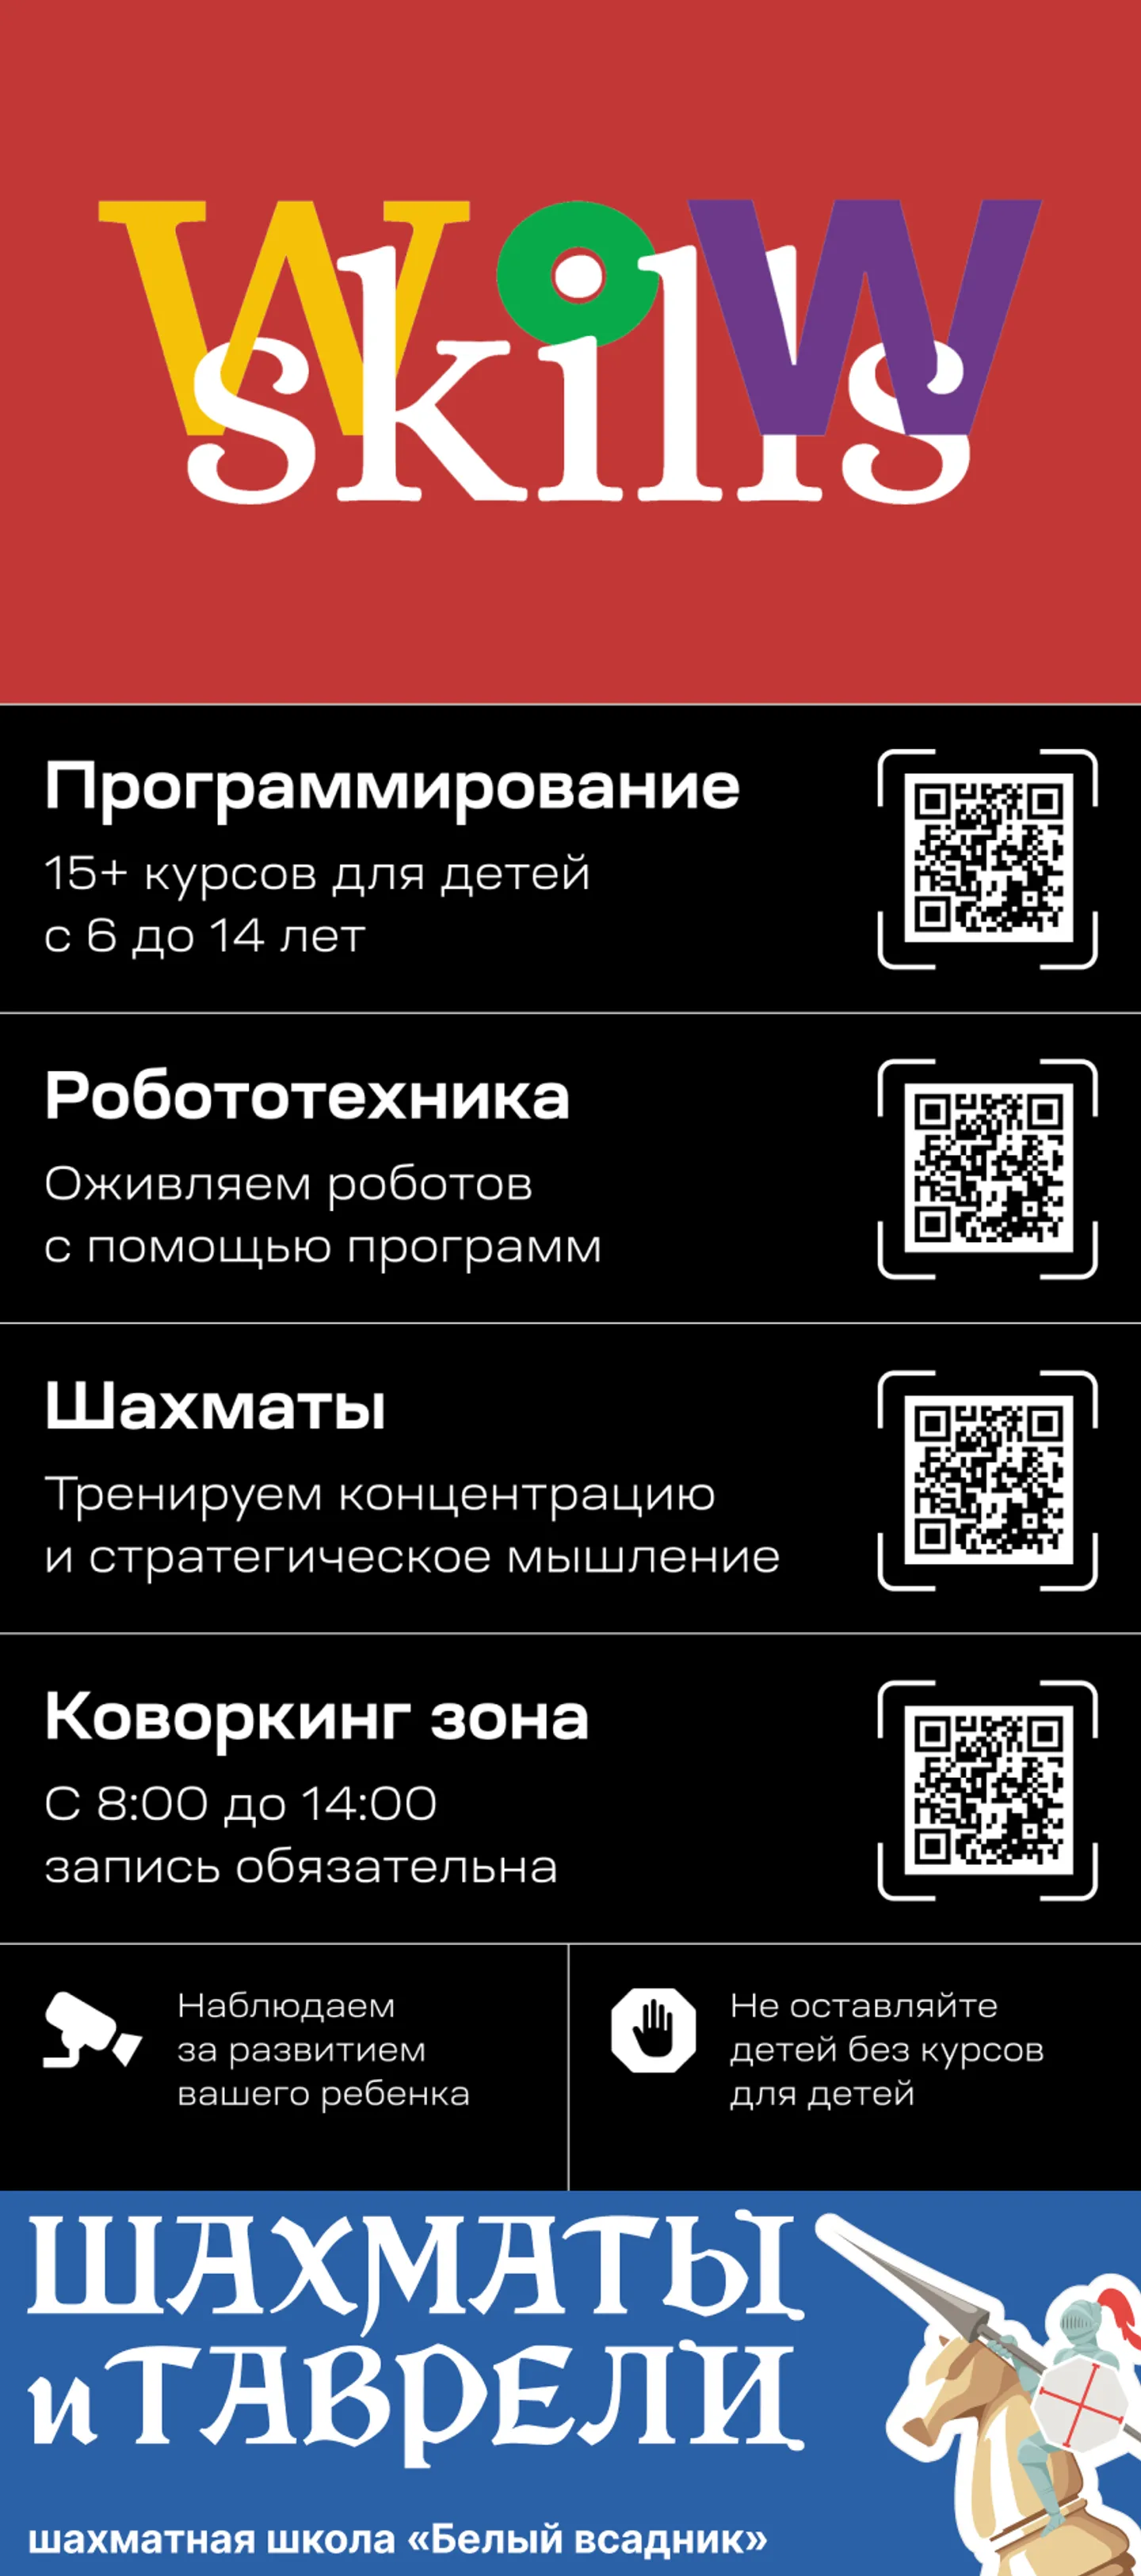 WOW
skills
Программирование
15+ курсов для детей
с 6 до 14 лет
Робототехника
Оживляем роботов
с помощью программ
Шахматы
Тренируем концентрацию
и стратегическое мышление
Коворкинг зона
С 8:00 до 14:00
запись обязательна
Наблюдаем
за развитием
вашего ребенка
Не оставляйте
детей без курсов
для детей
ШАХМАТЫ
и ТАВРЕЛИ
шахматная школа «Белый всадник»